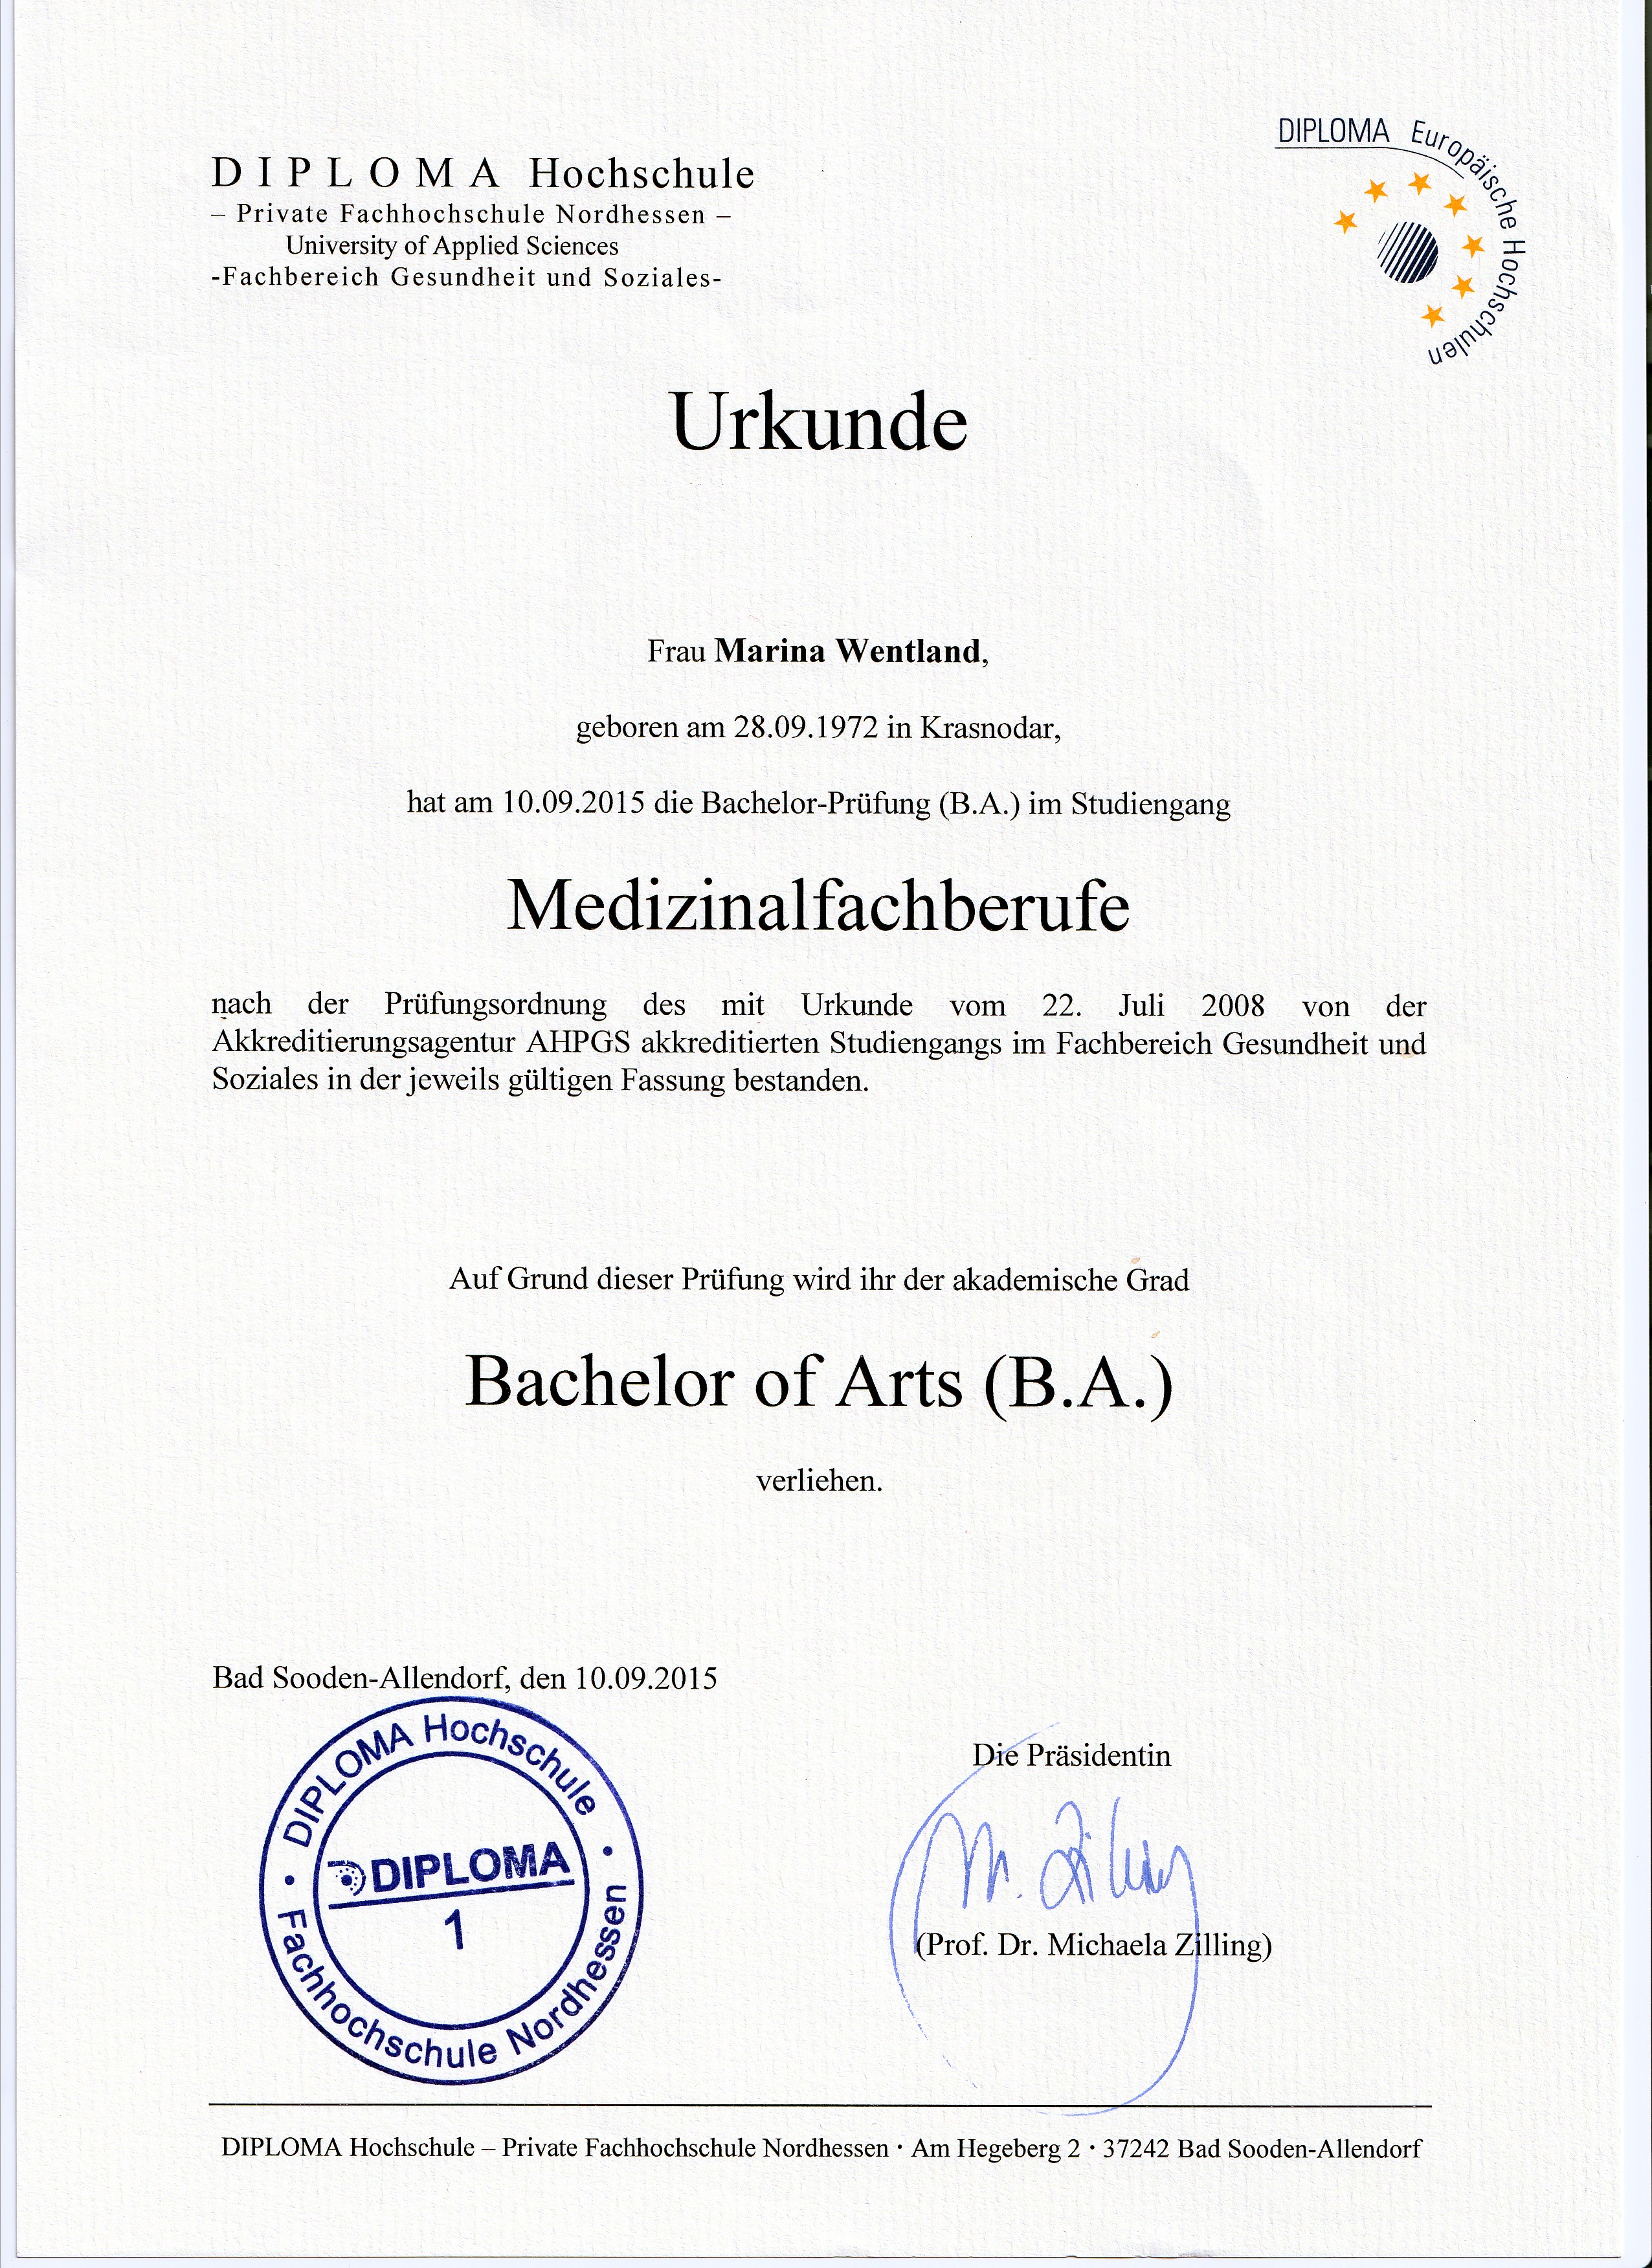 DIPLOMA Europäische Hochschulen
DIPLOMA Hochschule
– Private Fachhochschule Nordhessen –
University of Applied Sciences
-Fachbereich Gesundheit und Soziales-
Urkunde
Frau Marina Wentland,
geboren am 28.09.1972 in Krasnodar,
hat am 10.09.2015 die Bachelor-Prüfung (B.A.) im Studiengang
Medizinalfachberufe
nach der Prüfungsordnung des mit Urkunde vom 22. Juli 2008 von der
Akkreditierungsagentur AHPGS akkreditierten Studiengangs im Fachbereich Gesundheit und
Soziales in der jeweils gültigen Fassung bestanden.
Auf Grund dieser Prüfung wird ihr der akademische Grad
Bachelor of Arts (B.A.)
verliehen.
Bad Sooden-Allendorf, den 10.09.2015
DIPLOMA Hochschule
DIPLOMA
1
Fachhochschule Nordhessen
Die Präsidentin
M. Zilling
(Prof. Dr. Michaela Zilling)
DIPLOMA Hochschule – Private Fachhochschule Nordhessen · Am Hegeberg 2 · 37242 Bad Sooden-Allendorf